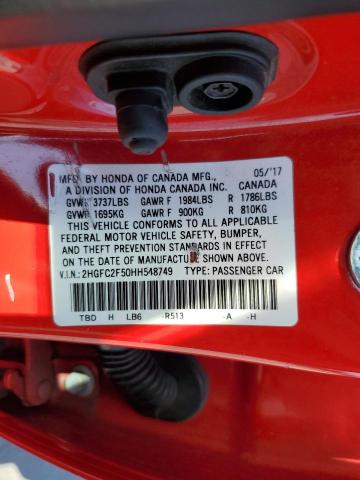 MFD. BY HONDA OF CANADA MFG., 05/'17
A DIVISION OF HONDA CANADA INC. CANADA
GVWR 3737LBS GAWR F 1984LBS R 1786LBS
GVWR 1695KG GAWR F 900KG R 810KG
THIS VEHICLE CONFORMS TO ALL APPLICABLE
FEDERAL MOTOR VEHICLE SAFETY, BUMPER,
AND THEFT PREVENTION STANDARDS IN EFFECT
ON THE DATE OF MANUFACTURE SHOWN ABOVE.
V.I.N.: 2HGFC2F50HH548749 TYPE: PASSENGER CAR
TBD H LB6 -R513 -A -H